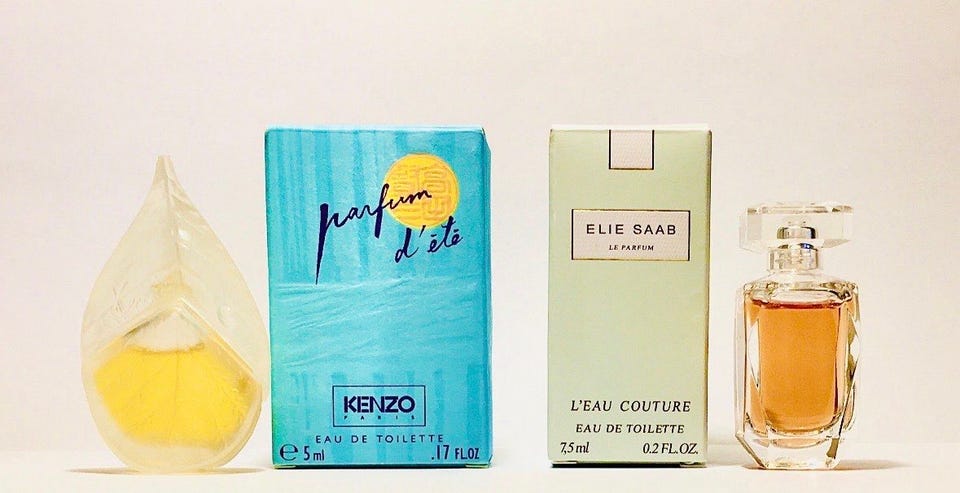 parfum
d'été
KENZO
PARIS
EAU DE TOILETTE
e 5 ml .17 FL.OZ
ELIE SAAB
LE PARFUM
L'EAU COUTURE
EAU DE TOILETTE
7,5 ml 0.2 FL.OZ.